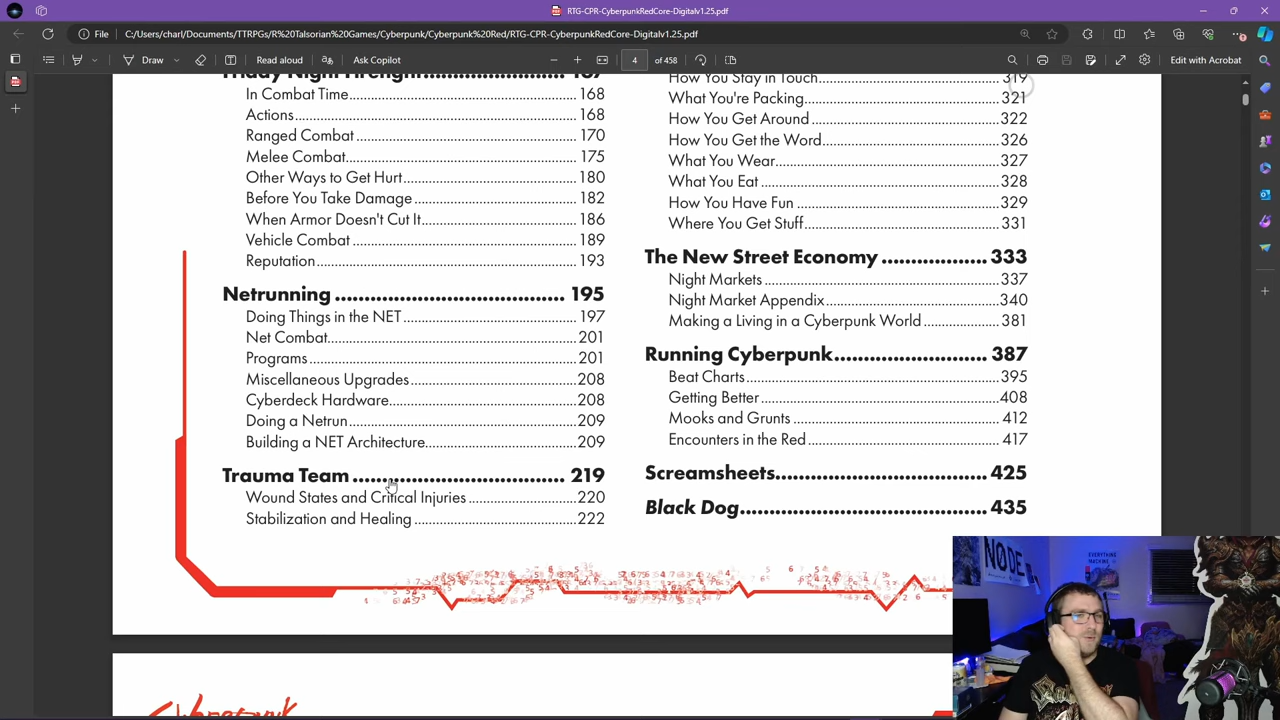 RTG-CPR-CyberpunkRedCore-Digitalv1.25.pdf
File C:/Users/charl/Documents/TTRPGs/R%20Talsorian%20Games/Cyberpunk/Cyberpunk%20Red/RTG-CPR-CyberpunkRedCore-Digitalv1.25.pdf
Draw Read aloud Ask Copilot 4 of 458 Edit with Acrobat
Friday Night Firefight 167
In Combat Time 168
Actions 168
Ranged Combat 170
Melee Combat 175
Other Ways to Get Hurt 180
Before You Take Damage 182
When Armor Doesn't Cut It 186
Vehicle Combat 189
Reputation 193
Netrunning 195
Doing Things in the NET 197
Net Combat 201
Programs 201
Miscellaneous Upgrades 208
Cyberdeck Hardware 208
Doing a Netrun 209
Building a NET Architecture 209
Trauma Team 219
Wound States and Critical Injuries 220
Stabilization and Healing 222
How You Stay in Touch 319
What You're Packing 321
How You Get Around 322
How You Get the Word 326
What You Wear 327
What You Eat 328
How You Have Fun 329
Where You Get Stuff 331
The New Street Economy 333
Night Markets 337
Night Market Appendix 340
Making a Living in a Cyberpunk World 381
Running Cyberpunk 387
Beat Charts 395
Getting Better 408
Mooks and Grunts 412
Encounters in the Red 417
Screamsheets 425
Black Dog 435
Cyberpunk
NODE